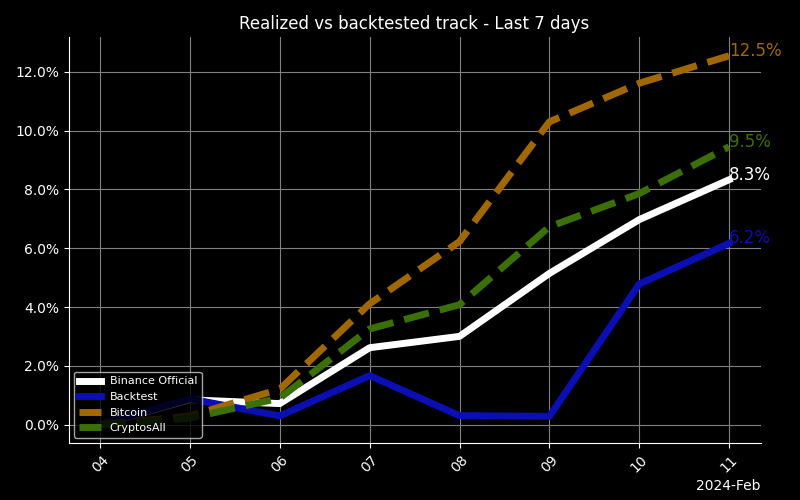 Realized vs backtested track - Last 7 days
12.5%
12.0%
10.0%
9.5%
8.3%
8.0%
6.2%
6.0%
4.0%
2.0%
0.0%
Binance Official
Backtest
Bitcoin
CryptosAll
04 05 06 07 08 09 10 11
2024-Feb